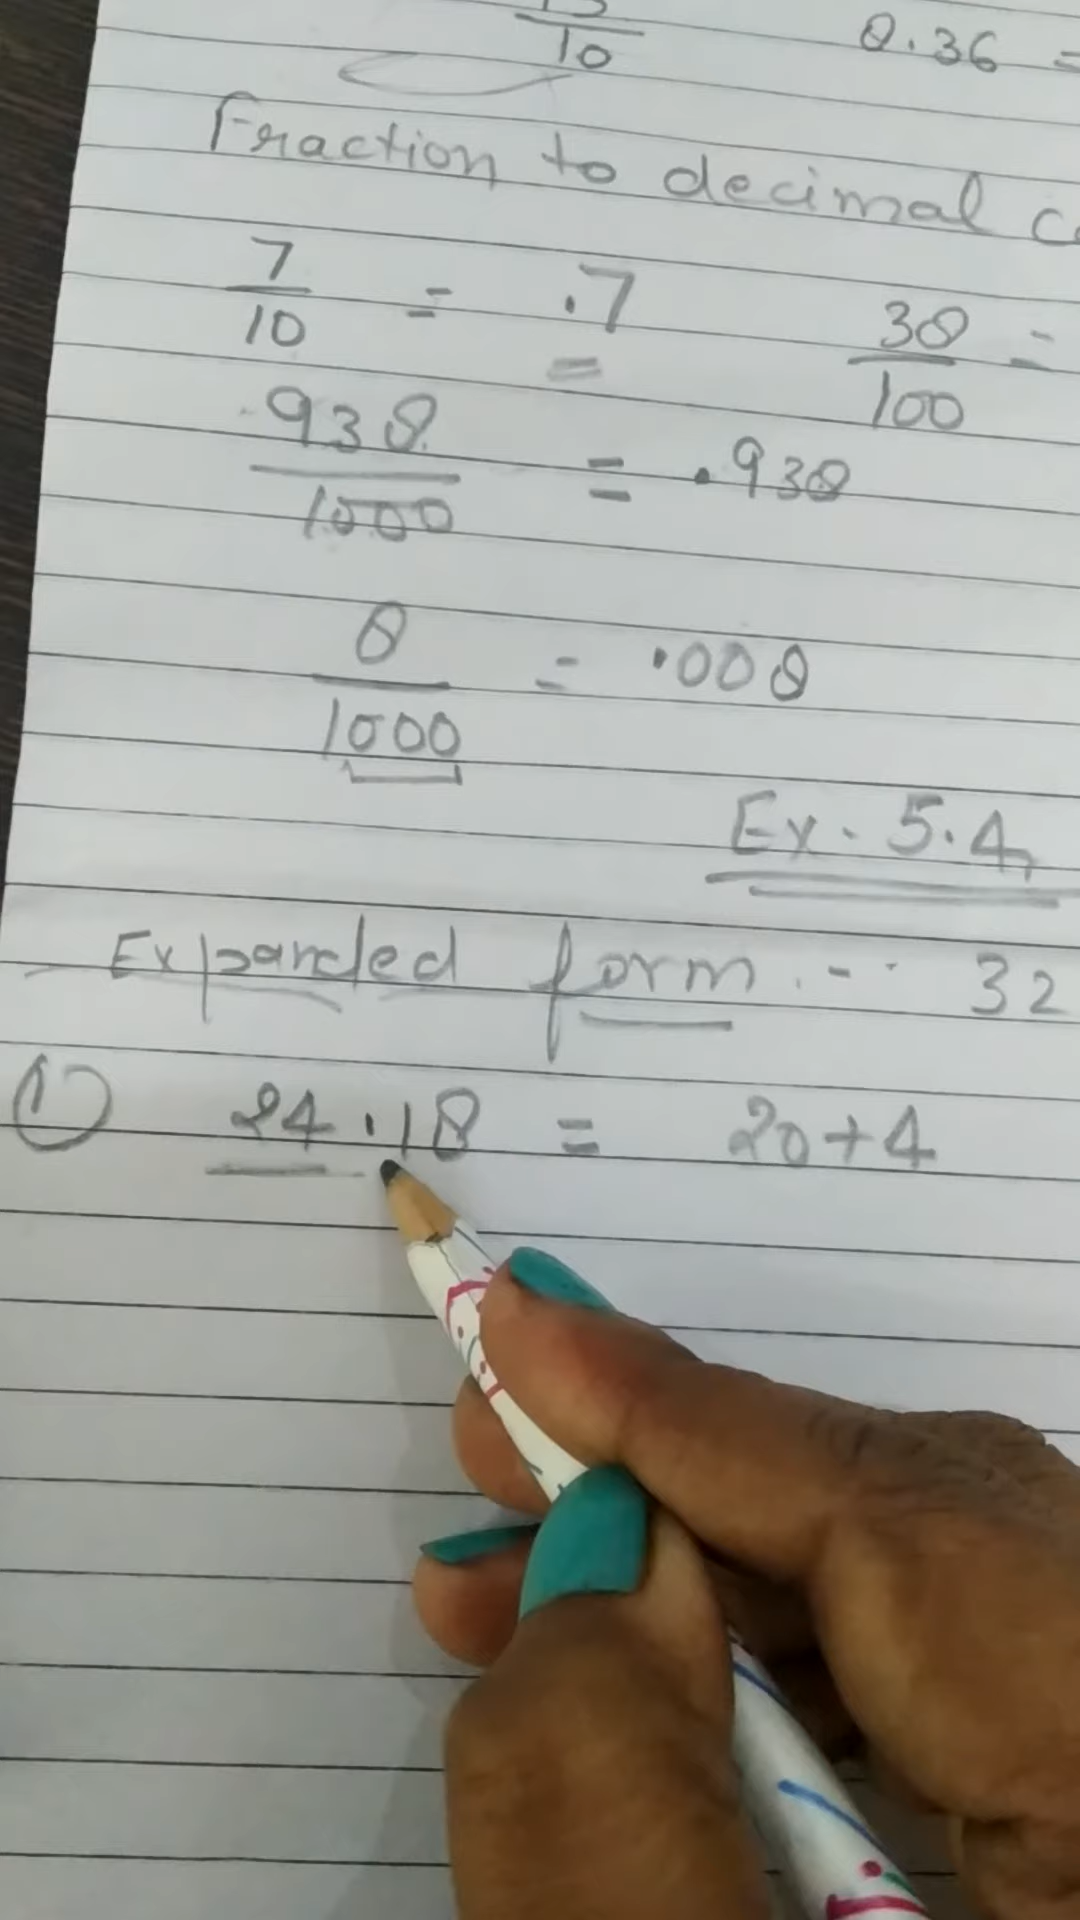 10 0.36 =
Fraction to decimal
7/10 = .7 38/100 =
938/1000 = .938
8/1000 = .008
Ex. 5.4
Expanded form. - 32
① 24.18 = 20+4